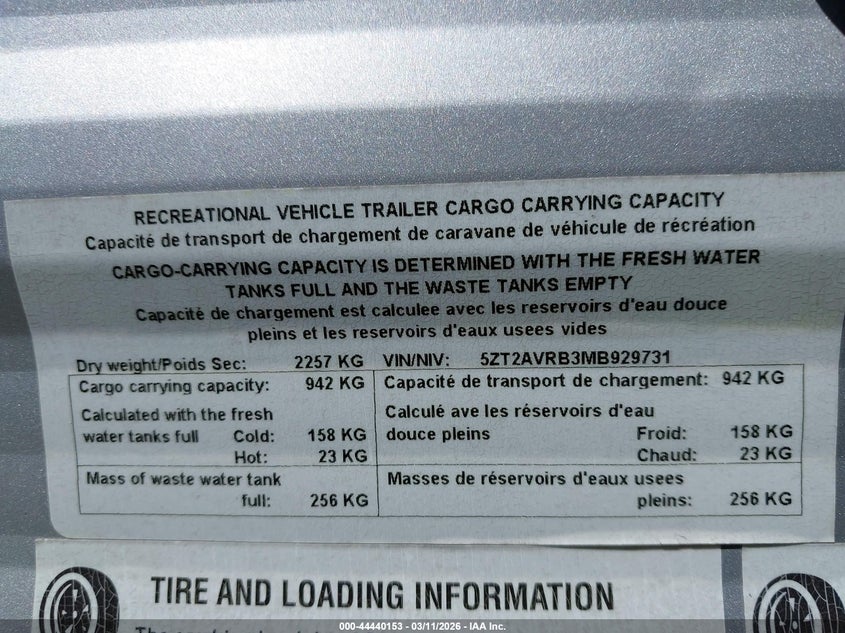 RECREATIONAL VEHICLE TRAILER CARGO CARRYING CAPACITY
Capacité de transport de chargement de caravane de véhicule de récréation
CARGO-CARRYING CAPACITY IS DETERMINED WITH THE FRESH WATER
TANKS FULL AND THE WASTE TANKS EMPTY
Capacité de chargement est calculee avec les reservoirs d'eau douce
pleins et les reservoirs d'eaux usees vides
Dry weight/Poids Sec: 2257 KG VIN/NIV: 5ZT2AVRB3MB929731
Cargo carrying capacity: 942 KG Capacité de transport de chargement: 942 KG
Calculated with the fresh Calculé ave les réservoirs d'eau
water tanks full Cold: 158 KG douce pleins Froid: 158 KG
Hot: 23 KG Chaud: 23 KG
Mass of waste water tank Masses de réservoirs d'eaux usees
full: 256 KG pleins: 256 KG
TIRE AND LOADING INFORMATION
000-44440153 - 03/11/2026 - IAA Inc.